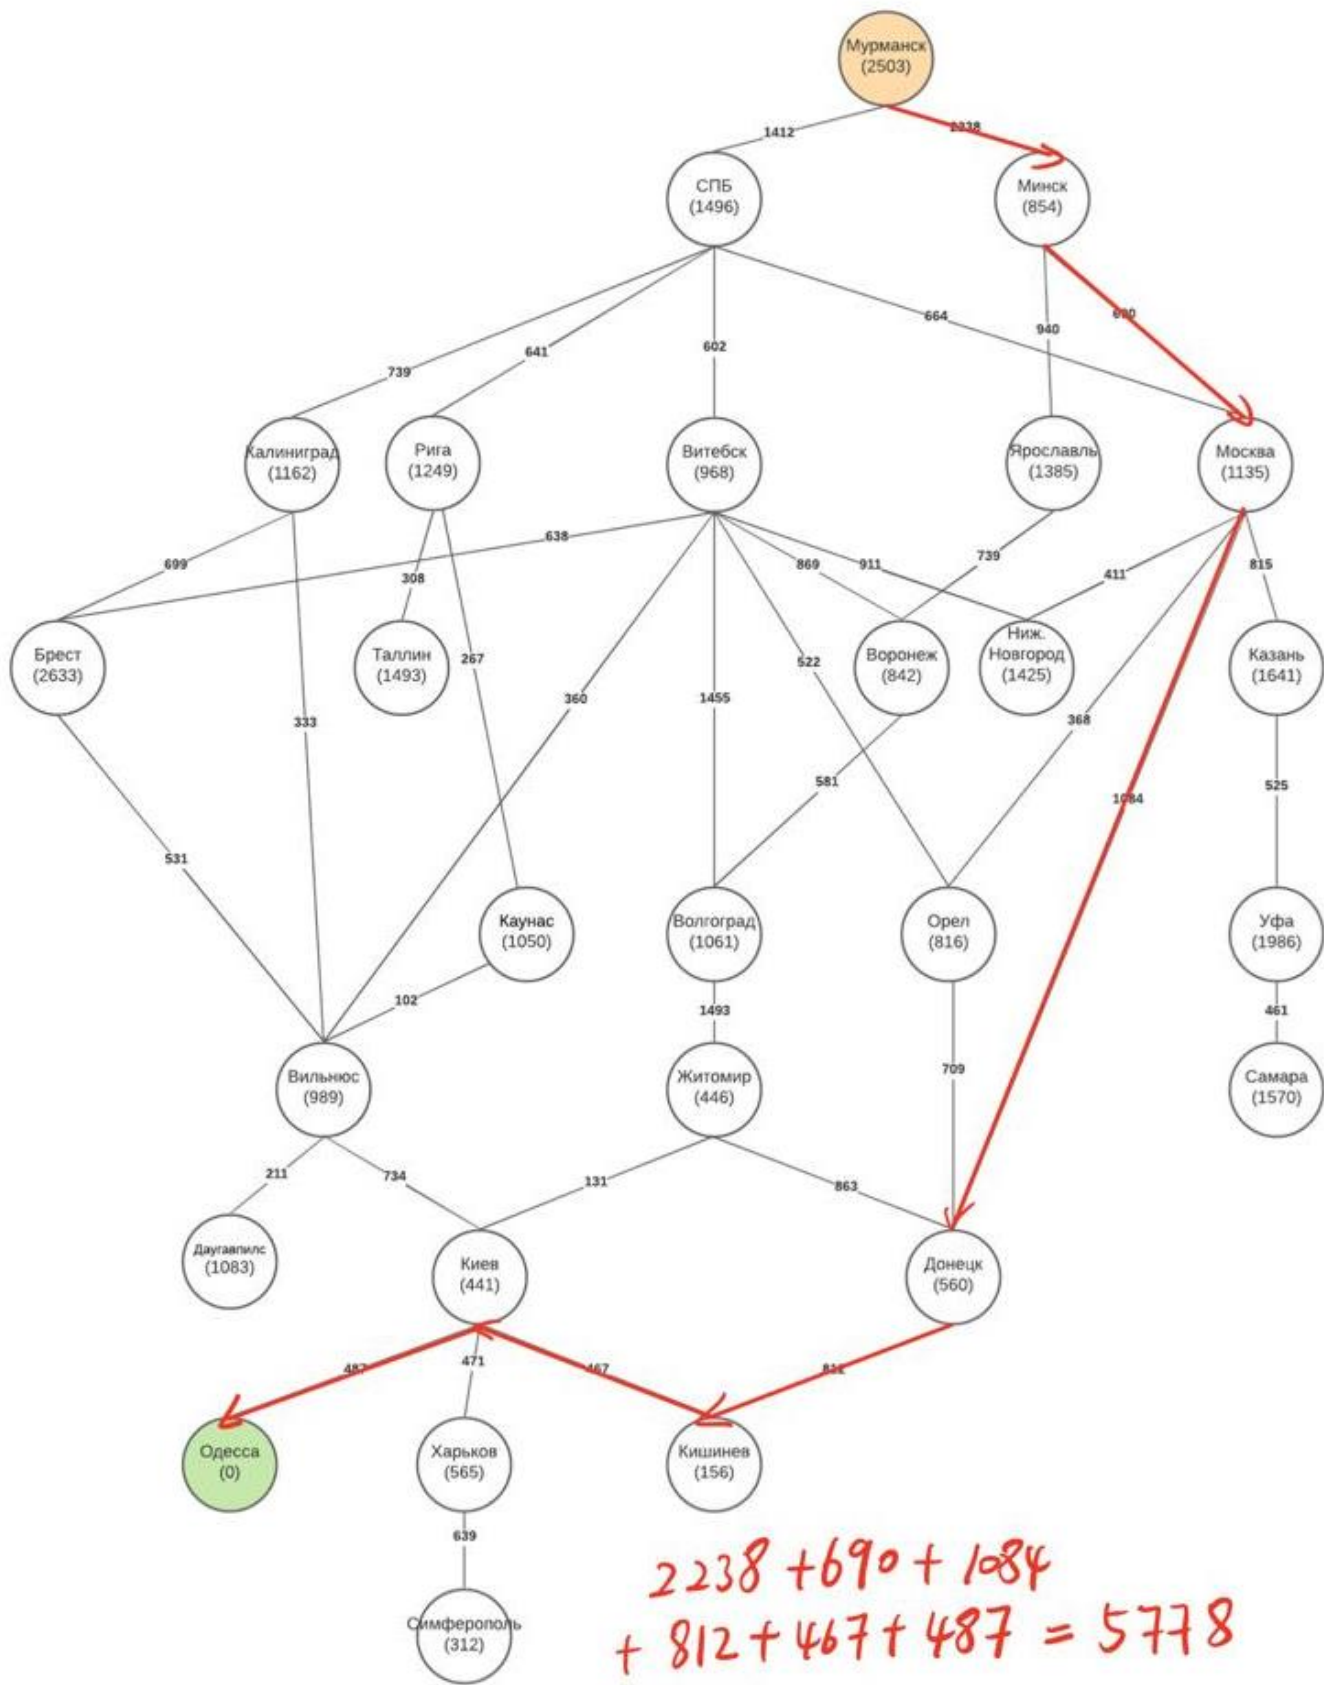 Мурманск
(2503)
1412
2238
СПБ
(1496)
Минск
(854)
664
940
690
602
641
739
Калиниград
(1162)
Рига
(1249)
Витебск
(968)
Ярославль
(1385)
Москва
(1135)
638
699
308
869
911
739
411
815
Брест
(2633)
Таллин
(1493)
267
522
Воронеж
(842)
Ниж.
Новгород
(1425)
Казань
(1641)
333
360
1455
368
581
525
1084
531
Каунас
(1050)
Волгоград
(1061)
Орел
(816)
Уфа
(1986)
102
1493
461
Вильнюс
(989)
Житомир
(446)
709
Самара
(1570)
211
734
131
863
Даугавпилс
(1083)
Киев
(441)
Донецк
(560)
487
471
467
812
Одесса
(0)
Харьков
(565)
Кишинев
(156)
639
Симферополь
(312)
2238 + 690 + 1084
+ 812 + 467 + 487 = 5778